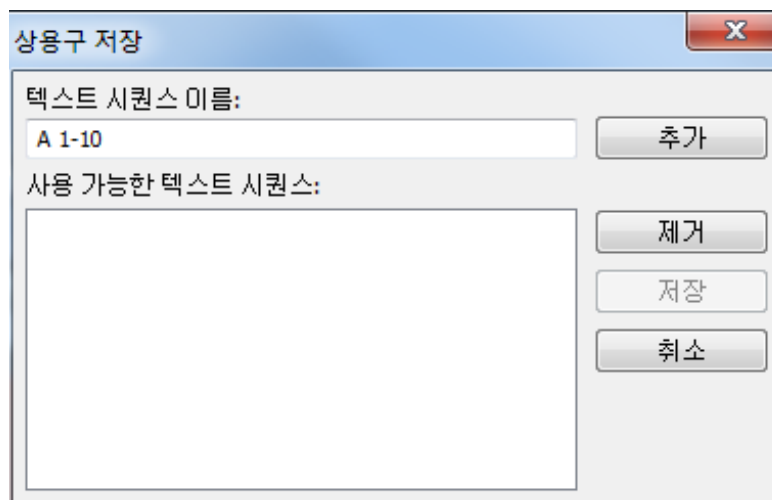 상용구 저장
텍스트 시퀀스 이름:
A 1-10
추가
사용 가능한 텍스트 시퀀스:
제거
저장
취소